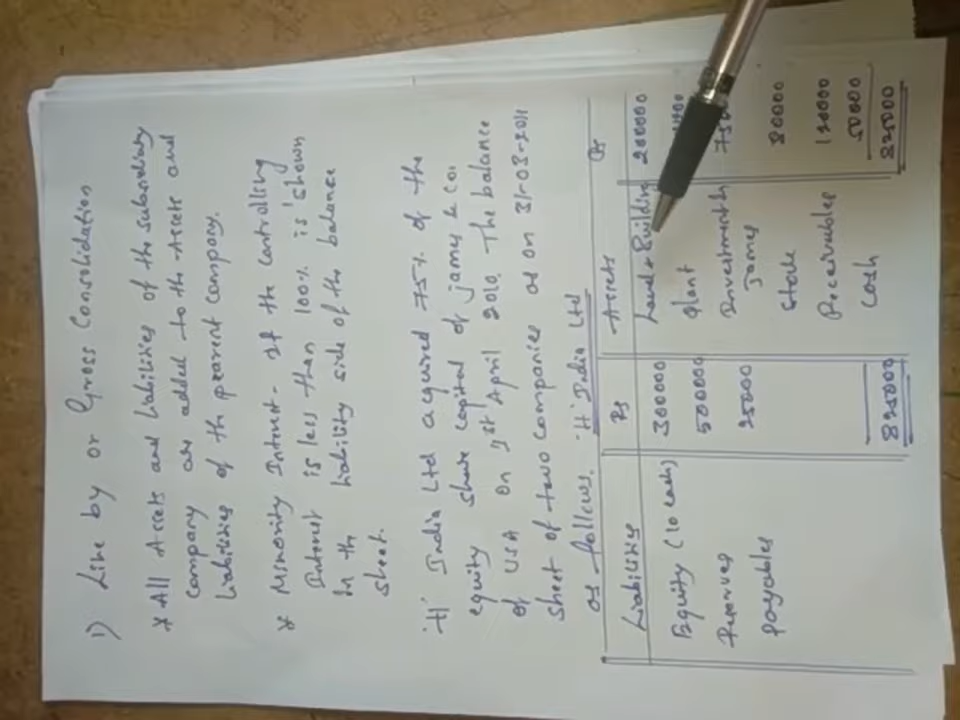 1) Line by or Gross Consolidation
* All Assets and Liabilities of the subsidiary
company are added to the Assets and
liabilities of the parent company.
* Minority Interest - If the controlling
Interest is less than 100% is shown
In the liability side of the balance
sheet.
'H' India Ltd acquired 75% of the
equity share capital of James & Co.
of USA on 1st April 2010. The balance
sheet of two companies as on 31-03-2011
as follows. 'H' India Ltd
Liabilities Rs Assets Rs
Equity (10 each) 300000 Land & Building 200000
Reserves 500000 Plant
Payables 25000 Investment in
James
Stock 80000
Receivables 120000
Cash 50000
825000 825000